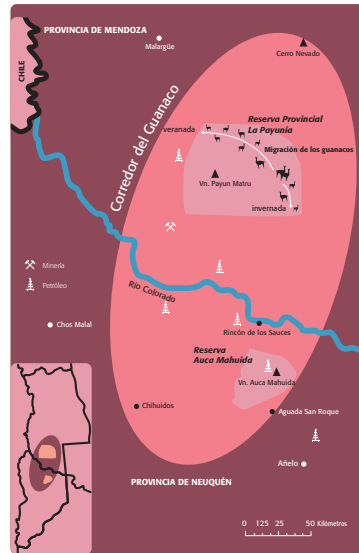 PROVINCIA DE MENDOZA
Malargüe
Cerro Nevado
CHILE
Corredor del Guanaco
Reserva Provincial
La Payunia
veranada
Migración de los guanacos
Vn. Payun Matru
invernada
Minería
Petróleo
Río Colorado
Chos Malal
Rincón de los Sauces
Reserva
Auca Mahuida
Vn. Auca Mahuida
Chihuidos
Aguada San Roque
Añelo
PROVINCIA DE NEUQUÉN
0 125 25 50 Kilómetros